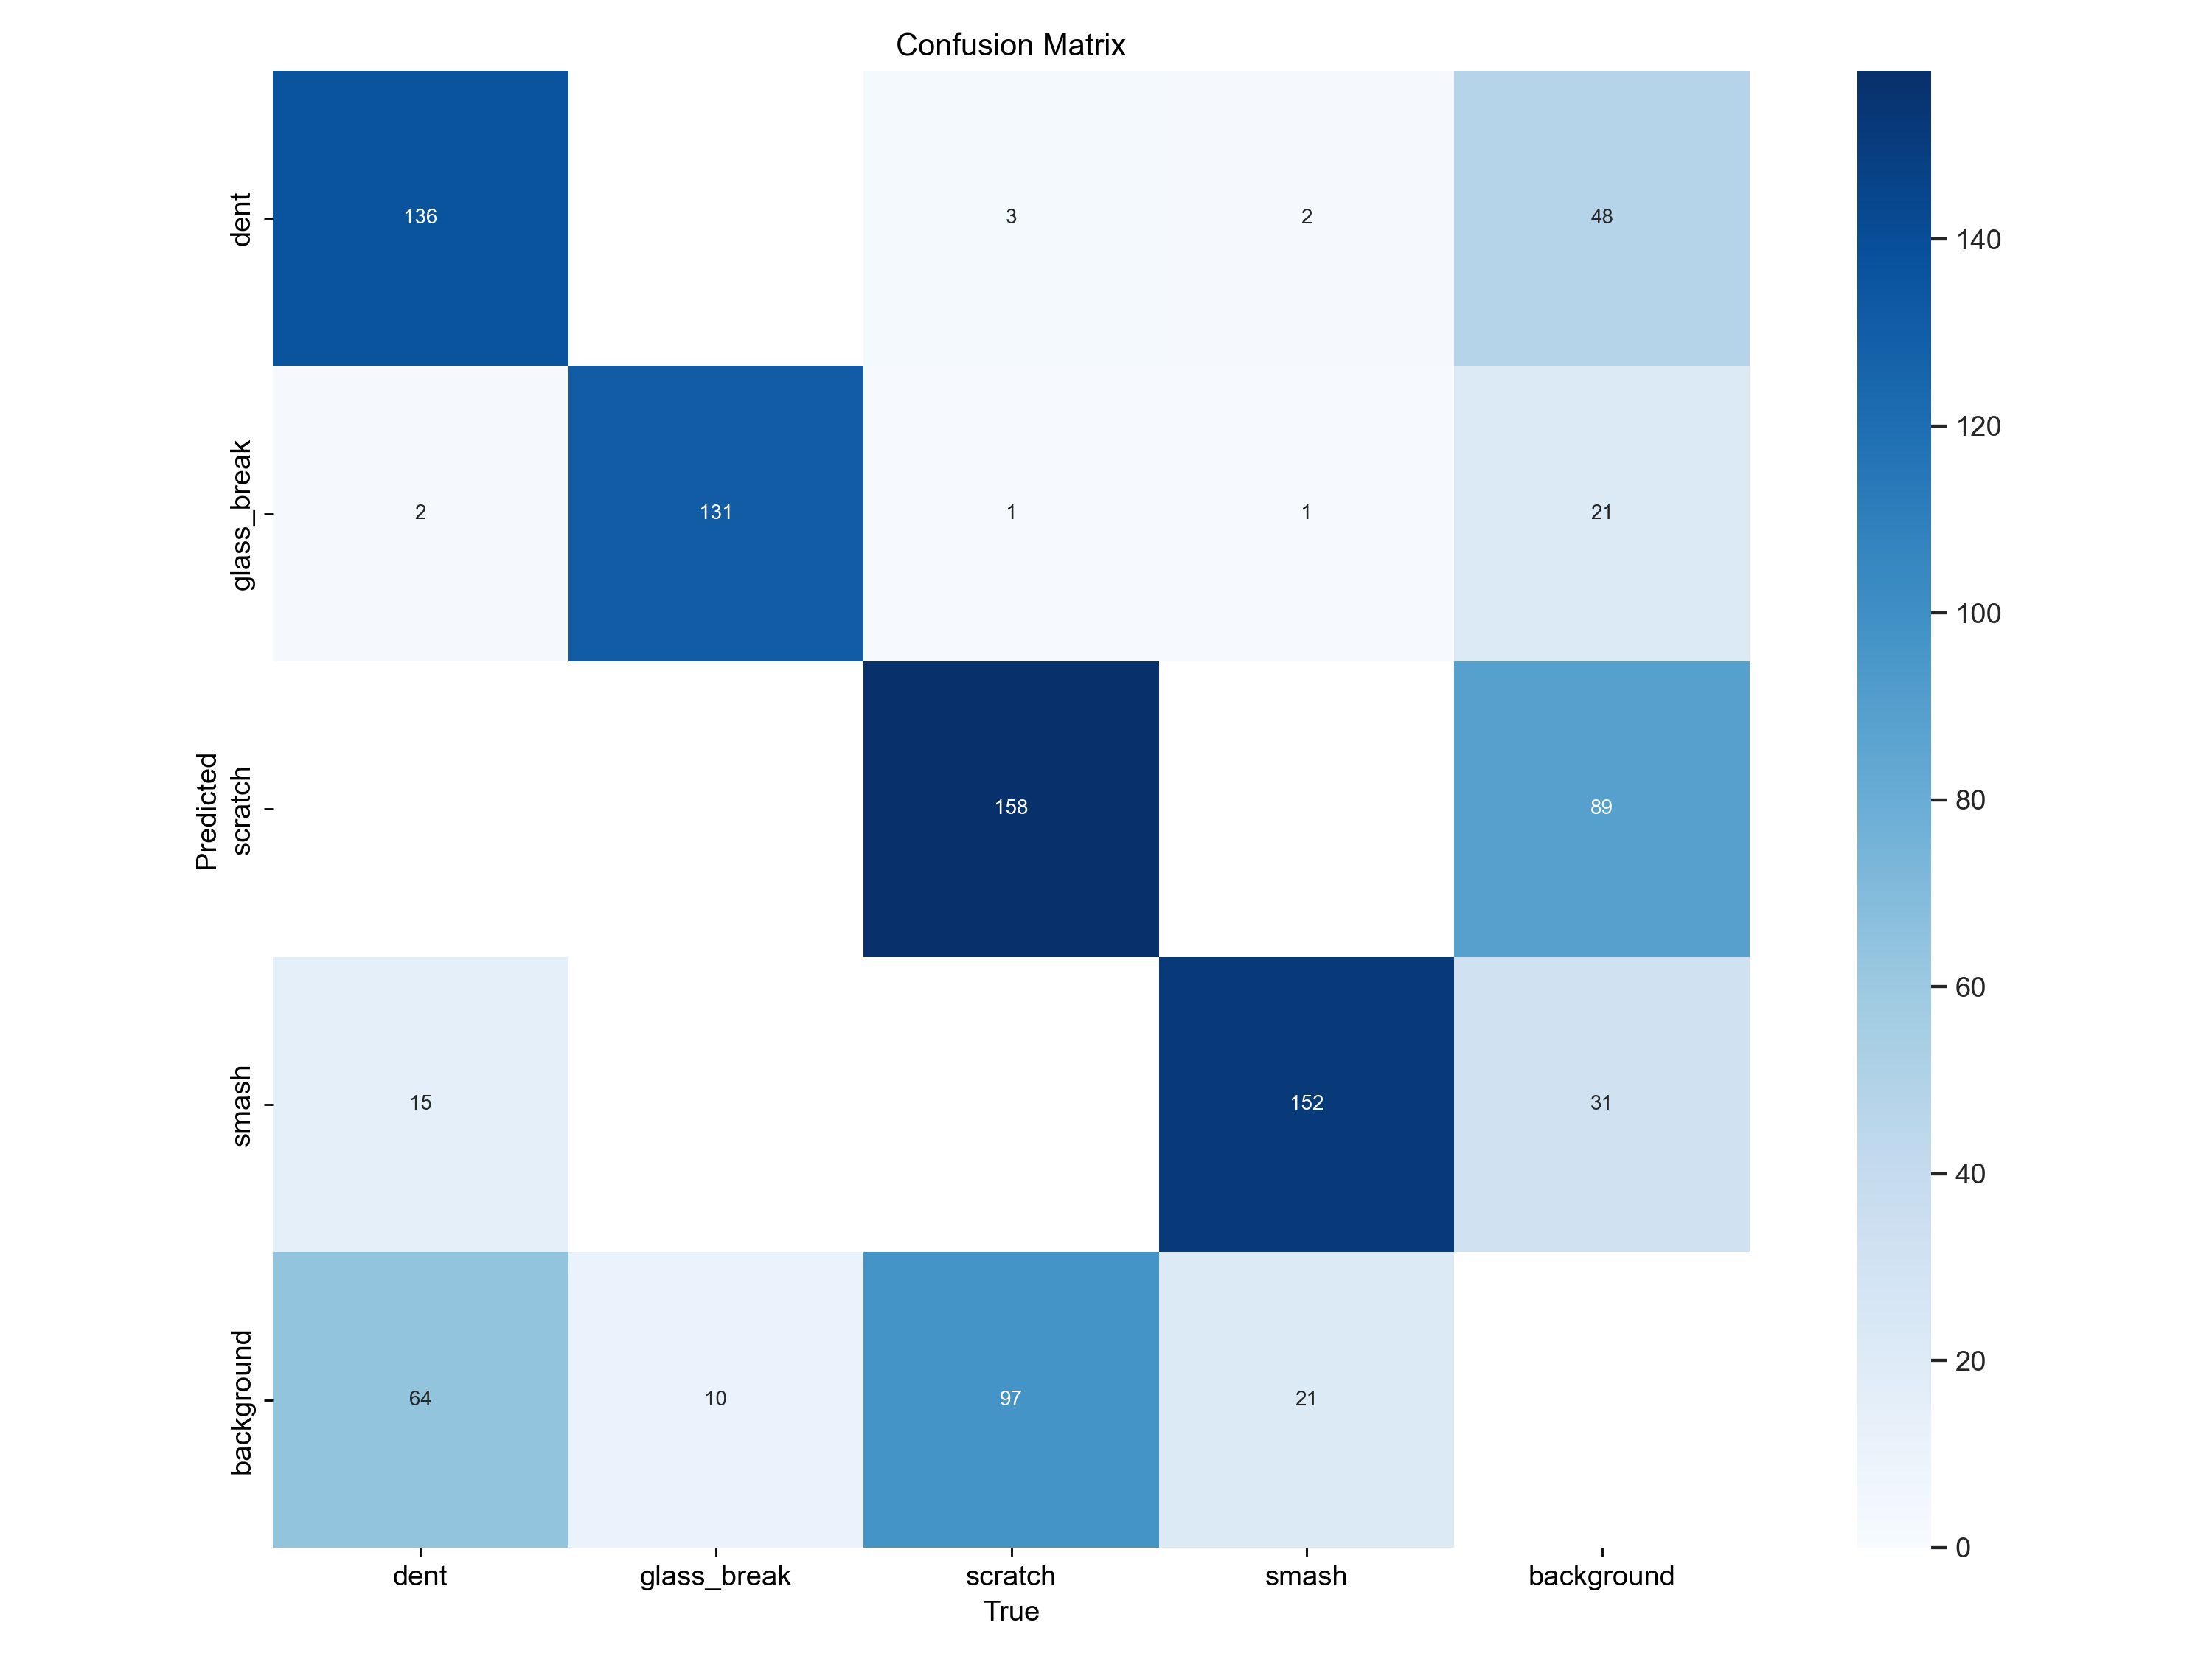 Confusion Matrix
dent
136
3
2
48
glass_break
2
131
1
1
21
Predicted
scratch
158
89
smash
15
152
31
background
64
10
97
21
dent
glass_break
scratch
smash
background
True
140
120
100
80
60
40
20
0